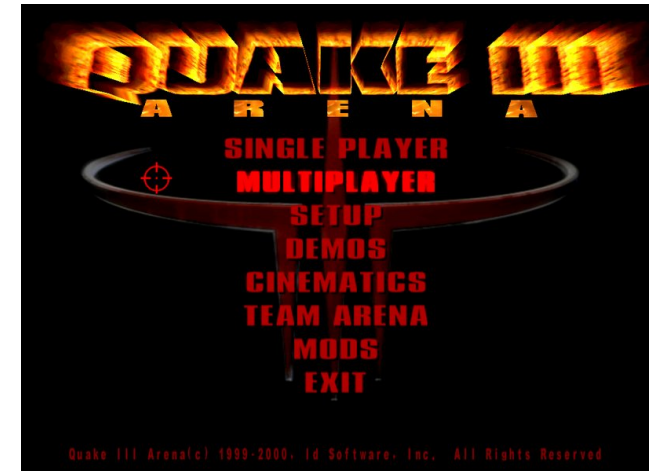 QUAKE III
ARENA
SINGLE PLAYER
MULTIPLAYER
SETUP
DEMOS
CINEMATICS
TEAM ARENA
MODS
EXIT
Quake III Arena(c) 1999-2000, Id Software, Inc. All Rights Reserved